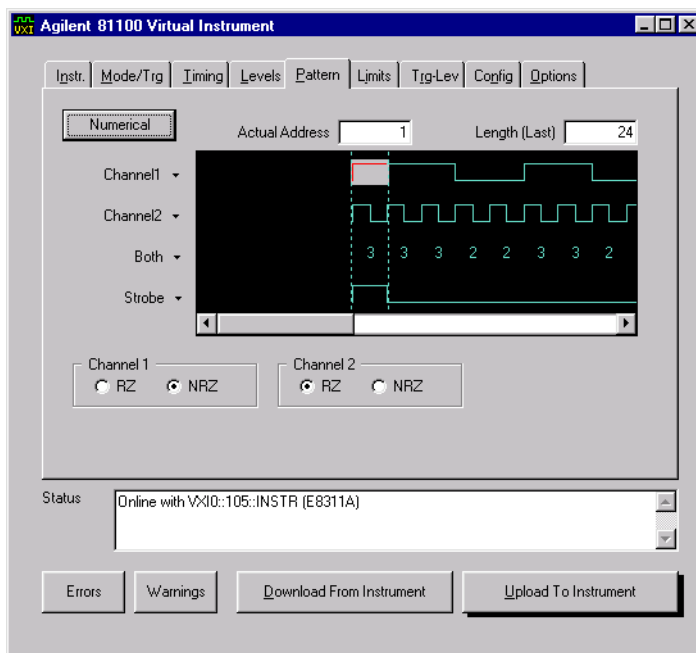 VXI Agilent 81100 Virtual Instrument
Instr. Mode/Trg Timing Levels Pattern Limits Trg-Lev Config Options
Numerical Actual Address 1 Length (Last) 24
Channel1
Channel2
Both 3 3 3 2 2 3 3 2
Strobe
Channel 1 Channel 2
RZ NRZ RZ NRZ
Status Online with VXI0::105::INSTR (E8311A)
Errors Warnings Download From Instrument Upload To Instrument